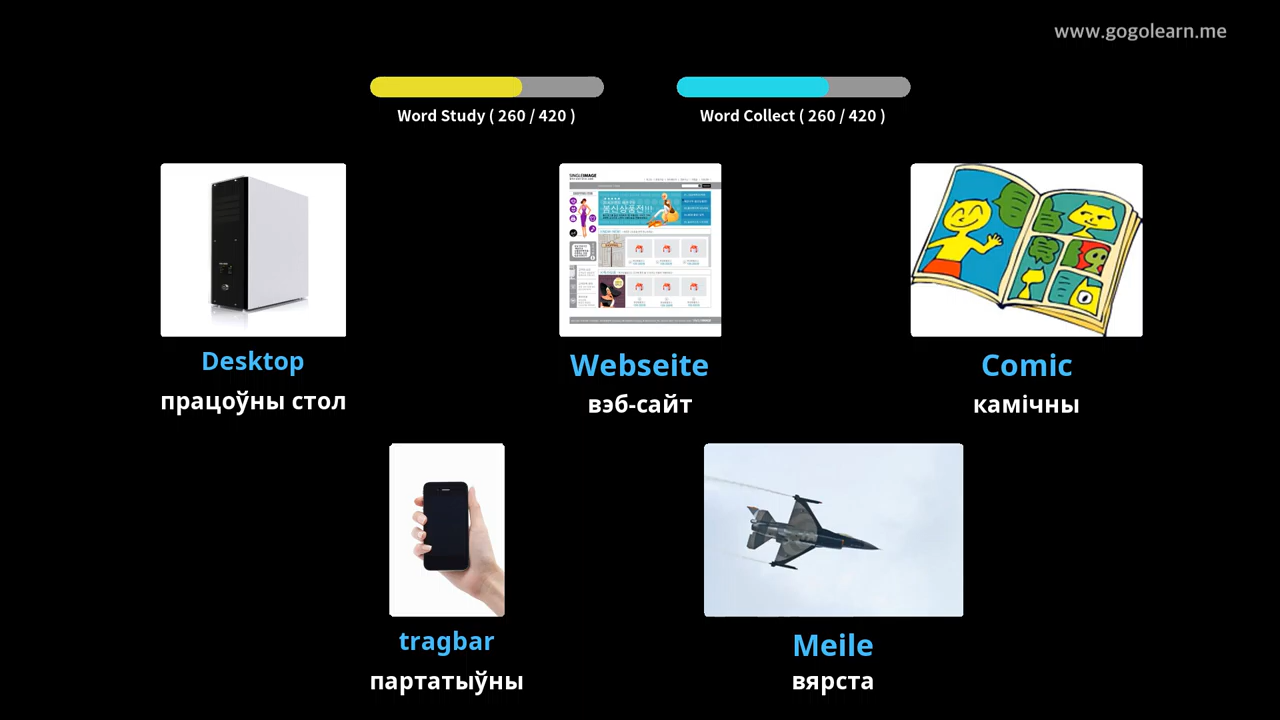 www.gogolearn.me
Word Study ( 260 / 420 )
Word Collect ( 260 / 420 )
Desktop
працоўны стол
Webseite
вэб-сайт
Comic
камічны
tragbar
партатыўны
Meile
вярста